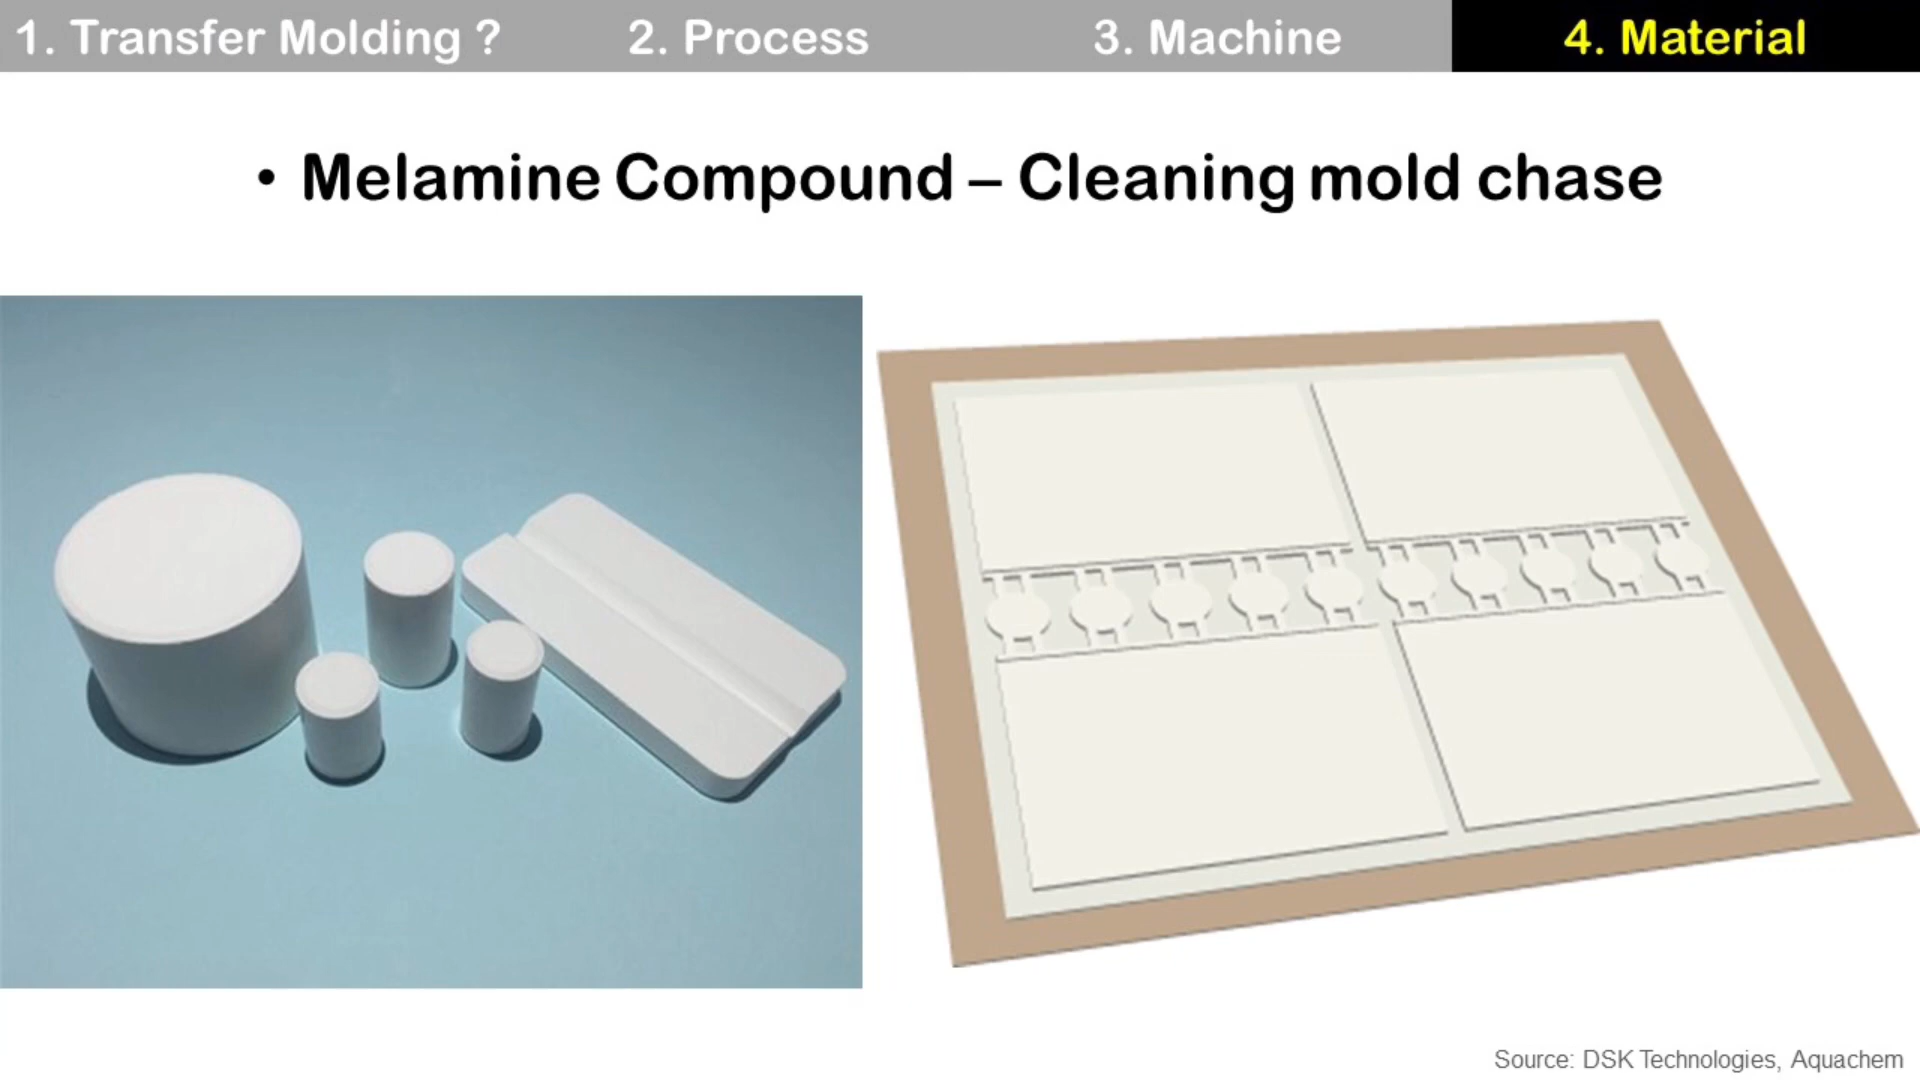 1. Transfer Molding ? 2. Process 3. Machine 4. Material
• Melamine Compound – Cleaning mold chase
Source: DSK Technologies, Aquachem